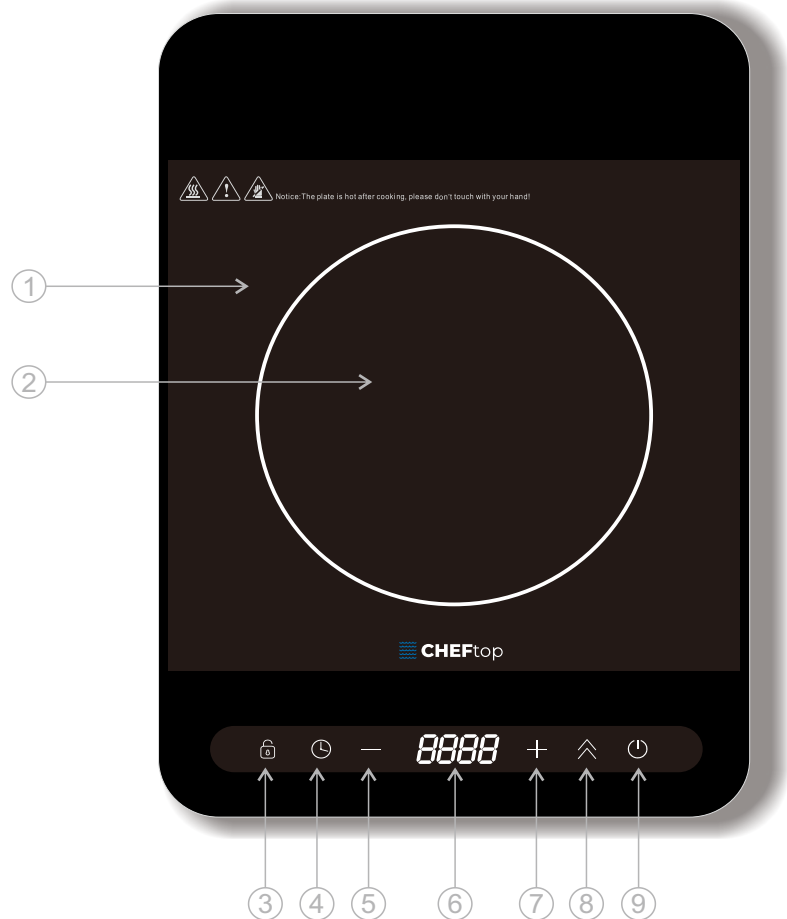 Notice:The plate is hot after cooking, please don't touch with your hand!
1
2
CHEFtop
8888
3 4 5 6 7 8 9